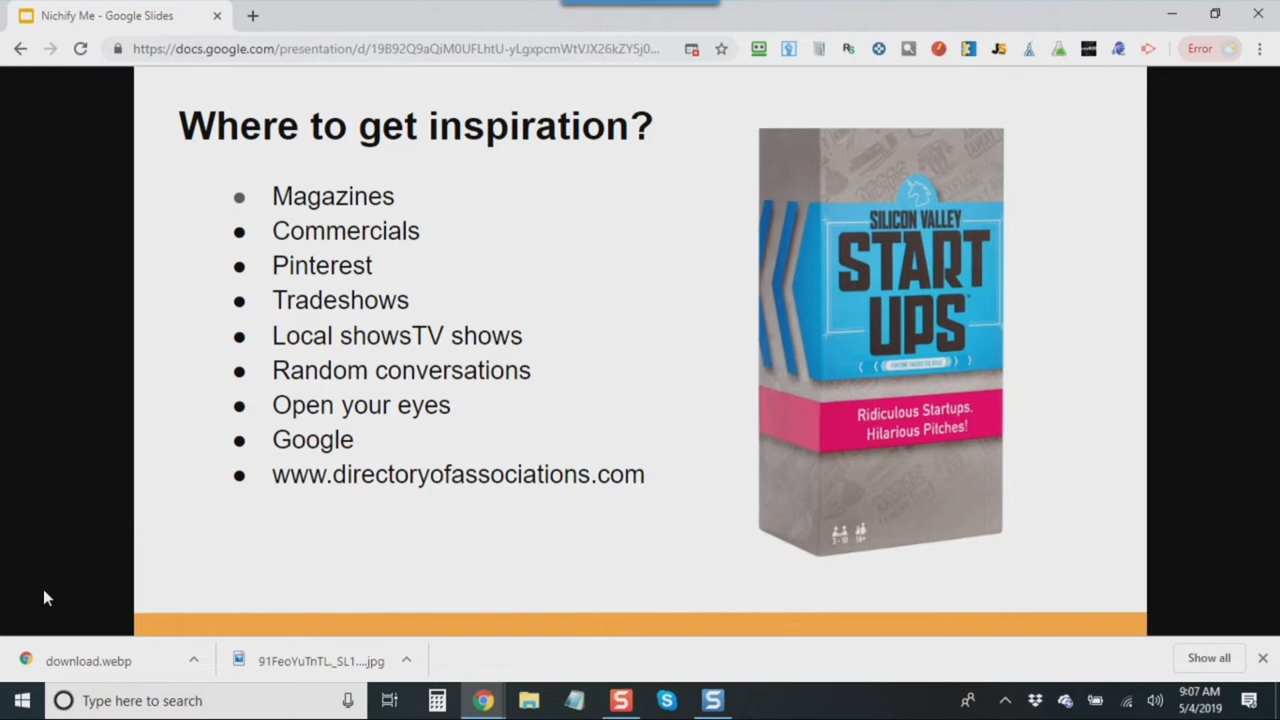 Nichify Me - Google Slides
https://docs.google.com/presentation/d/19B92Q9aQiM0UFLhtU-yLgxpcmWtVJX26kZY5j0...
Error
Where to get inspiration?
Magazines
Commercials
Pinterest
Tradeshows
Local showsTV shows
Random conversations
Open your eyes
Google
www.directoryofassociations.com
SILICON VALLEY
START
UPS
Ridiculous Startups.
Hilarious Pitches!
download.webp
91FeoYuTnTL._SL1....jpg
Show all
Type here to search
9:07 AM
5/4/2019